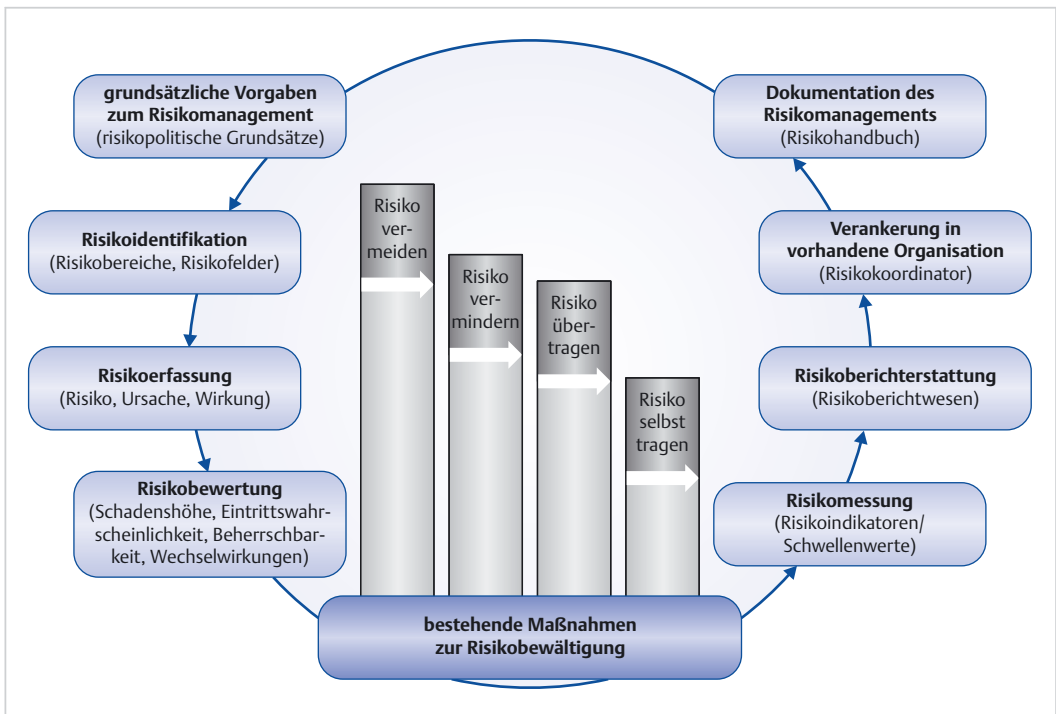 grundsätzliche Vorgaben
zum Risikomanagement
(risikopolitische Grundsätze)
Risikoidentifikation
(Risikobereiche, Risikofelder)
Risikoerfassung
(Risiko, Ursache, Wirkung)
Risikobewertung
(Schadenshöhe, Eintrittswahr-
scheinlichkeit, Beherrschbar-
keit, Wechselwirkungen)
Risiko
ver-
meiden
Risiko
ver-
mindern
Risiko
über-
tragen
Risiko
selbst
tragen
bestehende Maßnahmen
zur Risikobewältigung
Risikomessung
(Risikoindikatoren/
Schwellenwerte)
Risikoberichterstattung
(Risikoberichtwesen)
Verankerung in
vorhandene Organisation
(Risikokoordinator)
Dokumentation des
Risikomanagements
(Risikohandbuch)